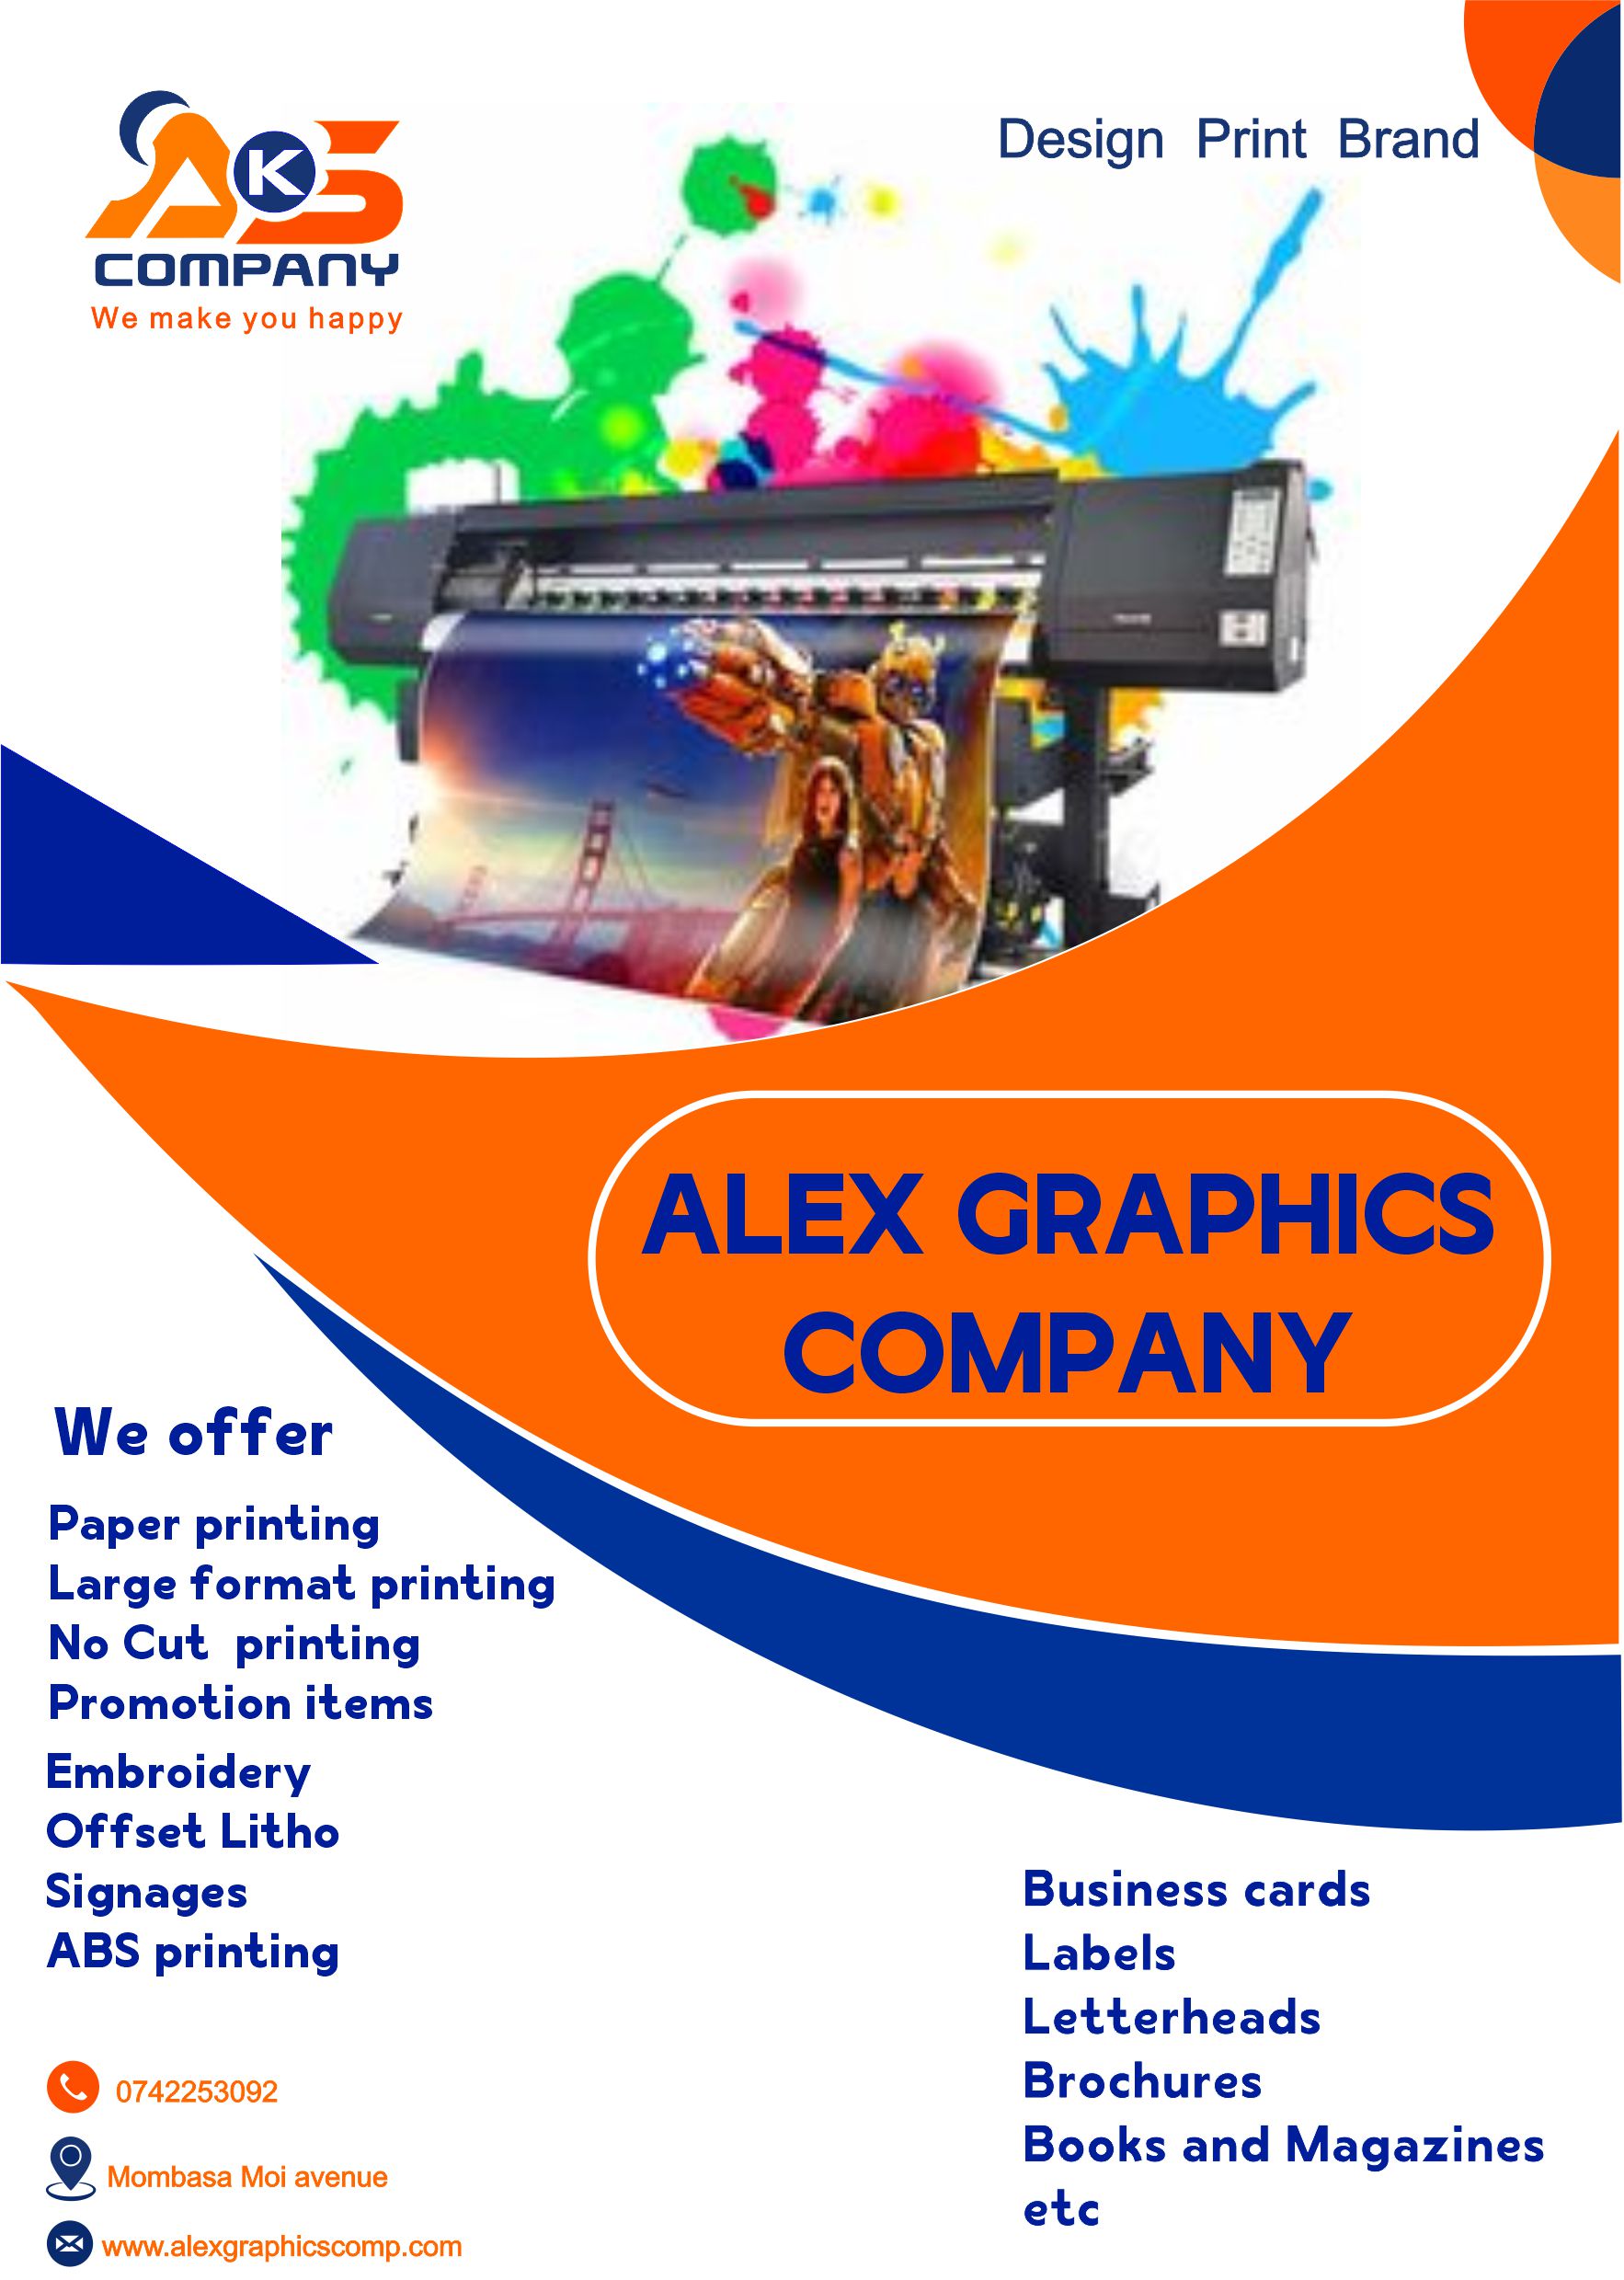 AKS
COMPANY
We make you happy
Design Print Brand
ALEX GRAPHICS
COMPANY
We offer
Paper printing
Large format printing
No Cut printing
Promotion items
Embroidery
Offset Litho
Signages
ABS printing
Business cards
Labels
Letterheads
Brochures
Books and Magazines
etc
0742253092
Mombasa Moi avenue
www.alexgraphicscomp.com